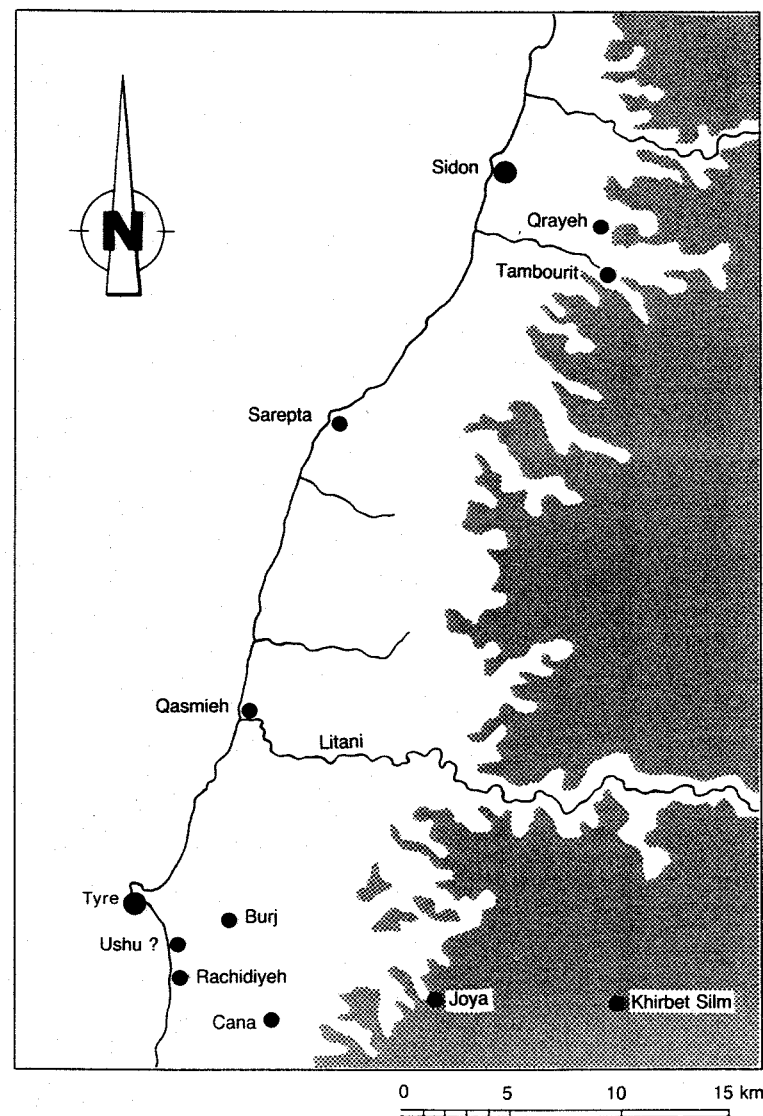 N
Sidon
Qrayeh
Tambourit
Sarepta
Qasmieh
Litani
Tyre
Burj
Ushu ?
Rachidiyeh
Cana
Joya
Khirbet Silm
0 5 10 15 km